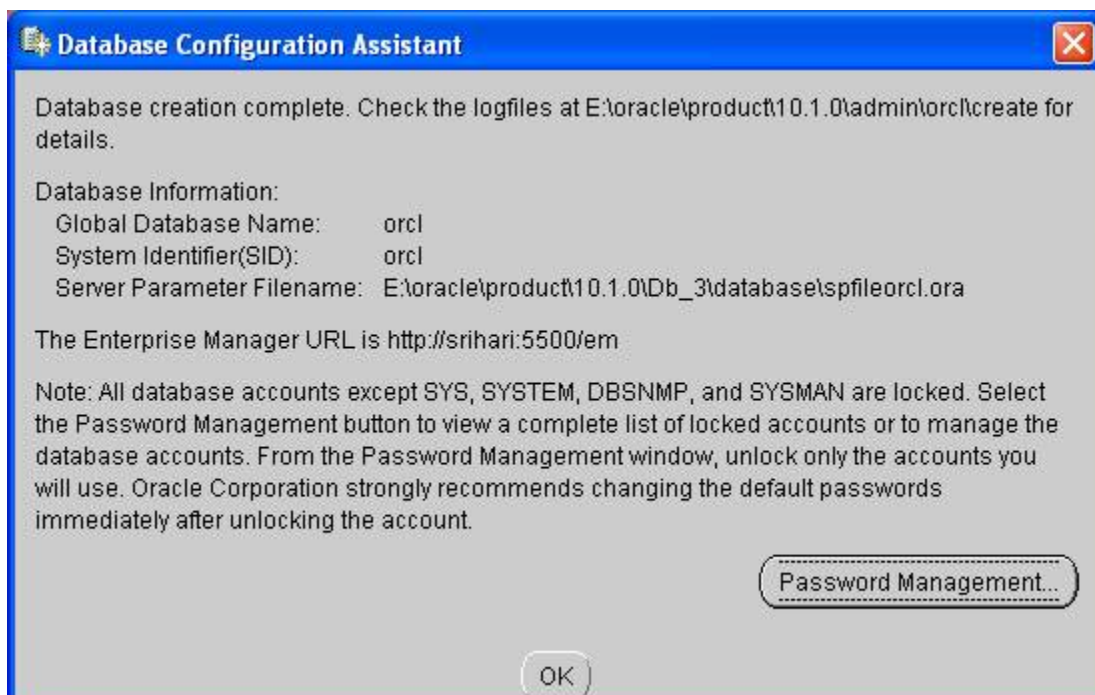 Database Configuration Assistant
Database creation complete. Check the logfiles at E:\oracle\product\10.1.0\admin\orcl\create for
details.
Database Information:
Global Database Name: orcl
System Identifier(SID): orcl
Server Parameter Filename: E:\oracle\product\10.1.0\Db_3\database\spfileorcl.ora
The Enterprise Manager URL is http://srihari:5500/em
Note: All database accounts except SYS, SYSTEM, DBSNMP, and SYSMAN are locked. Select
the Password Management button to view a complete list of locked accounts or to manage the
database accounts. From the Password Management window, unlock only the accounts you
will use. Oracle Corporation strongly recommends changing the default passwords
immediately after unlocking the account.
Password Management...
OK